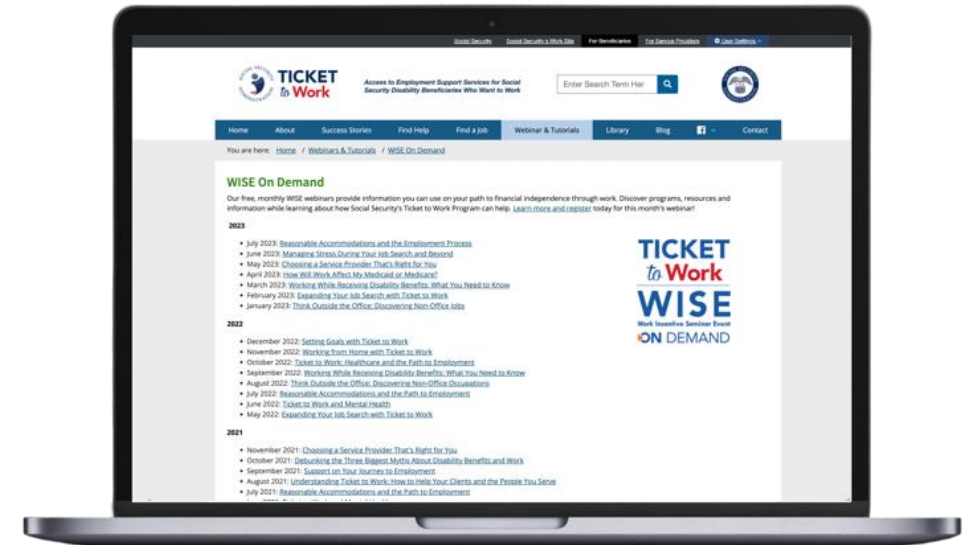 Social Security Social Security's Work Site For Beneficiaries For Service Providers User Settings
TICKET
to Work
Access to Employment Support Services for Social
Security Disability Beneficiaries Who Want to Work
Enter Search Term Her
Home About Success Stories Find Help Find a Job Webinar & Tutorials Library Blog Contact
You are here: Home / Webinars & Tutorials / WISE On Demand
WISE On Demand
Our free, monthly WISE webinars provide information you can use on your path to financial independence through work. Discover programs, resources and
information while learning about how Social Security's Ticket to Work Program can help. Learn more and register today for this month's webinar!
2023
• July 2023: Reasonable Accommodations and the Employment Process
• June 2023: Managing Stress During Your Job Search and Beyond
• May 2023: Choosing a Service Provider That's Right for You
• April 2023: How Will Work Affect My Medicaid or Medicare?
• March 2023: Working While Receiving Disability Benefits: What You Need to Know
• February 2023: Expanding Your Job Search with Ticket to Work
• January 2023: Think Outside the Office: Discovering Non-Office Jobs
TICKET
to Work
WISE
Work Incentive Seminar Event
ON DEMAND
2022
• December 2022: Setting Goals with Ticket to Work
• November 2022: Working from Home with Ticket to Work
• October 2022: Ticket to Work: Healthcare and the Path to Employment
• September 2022: Working While Receiving Disability Benefits: What You Need to Know
• August 2022: Think Outside the Office: Discovering Non-Office Occupations
• July 2022: Reasonable Accommodations and the Path to Employment
• June 2022: Ticket to Work and Mental Health
• May 2022: Expanding Your Job Search with Ticket to Work
2021
• November 2021: Choosing a Service Provider That's Right for You
• October 2021: Debunking the Three Biggest Myths About Disability Benefits and Work
• September 2021: Support on Your Journey to Employment
• August 2021: Understanding Ticket to Work: How to Help Your Clients and the People You Serve
• July 2021: Reasonable Accommodations and the Path to Employment